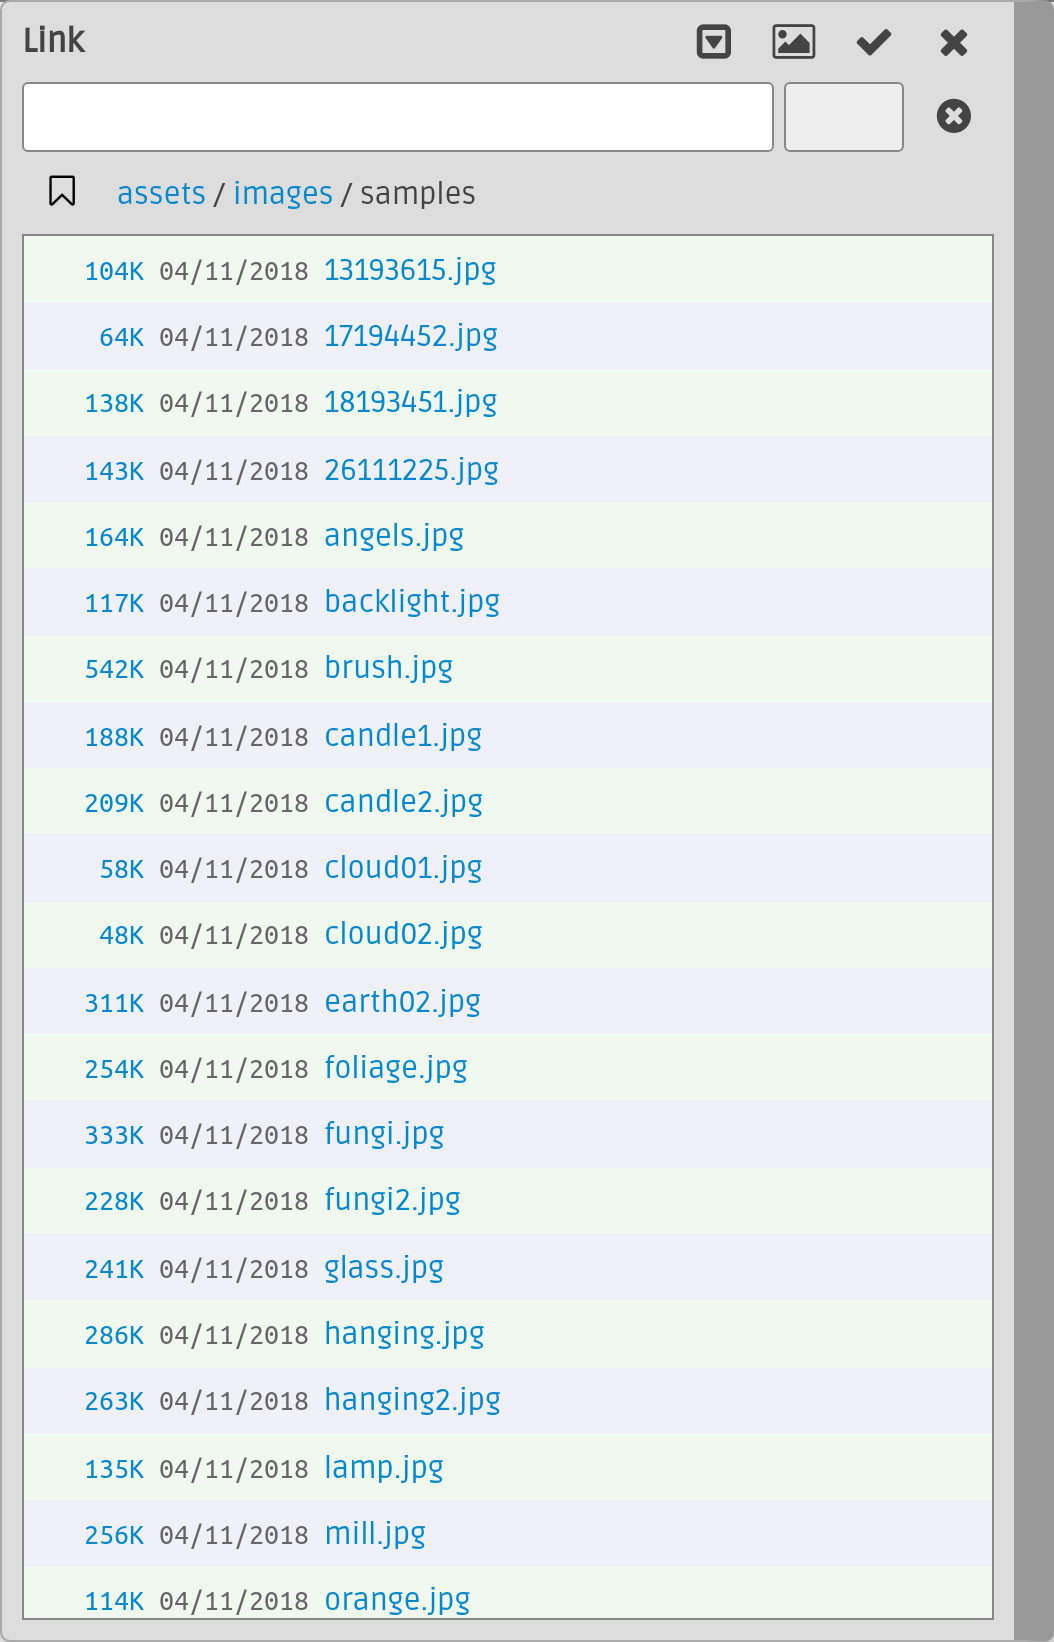 Link
assets / images / samples
104K 04/11/2018 13193615.jpg
64K 04/11/2018 17194452.jpg
138K 04/11/2018 18193451.jpg
143K 04/11/2018 26111225.jpg
164K 04/11/2018 angels.jpg
117K 04/11/2018 backlight.jpg
542K 04/11/2018 brush.jpg
188K 04/11/2018 candle1.jpg
209K 04/11/2018 candle2.jpg
58K 04/11/2018 cloud01.jpg
48K 04/11/2018 cloud02.jpg
311K 04/11/2018 earth02.jpg
254K 04/11/2018 foliage.jpg
333K 04/11/2018 fungi.jpg
228K 04/11/2018 fungi2.jpg
241K 04/11/2018 glass.jpg
286K 04/11/2018 hanging.jpg
263K 04/11/2018 hanging2.jpg
135K 04/11/2018 lamp.jpg
256K 04/11/2018 mill.jpg
114K 04/11/2018 orange.jpg